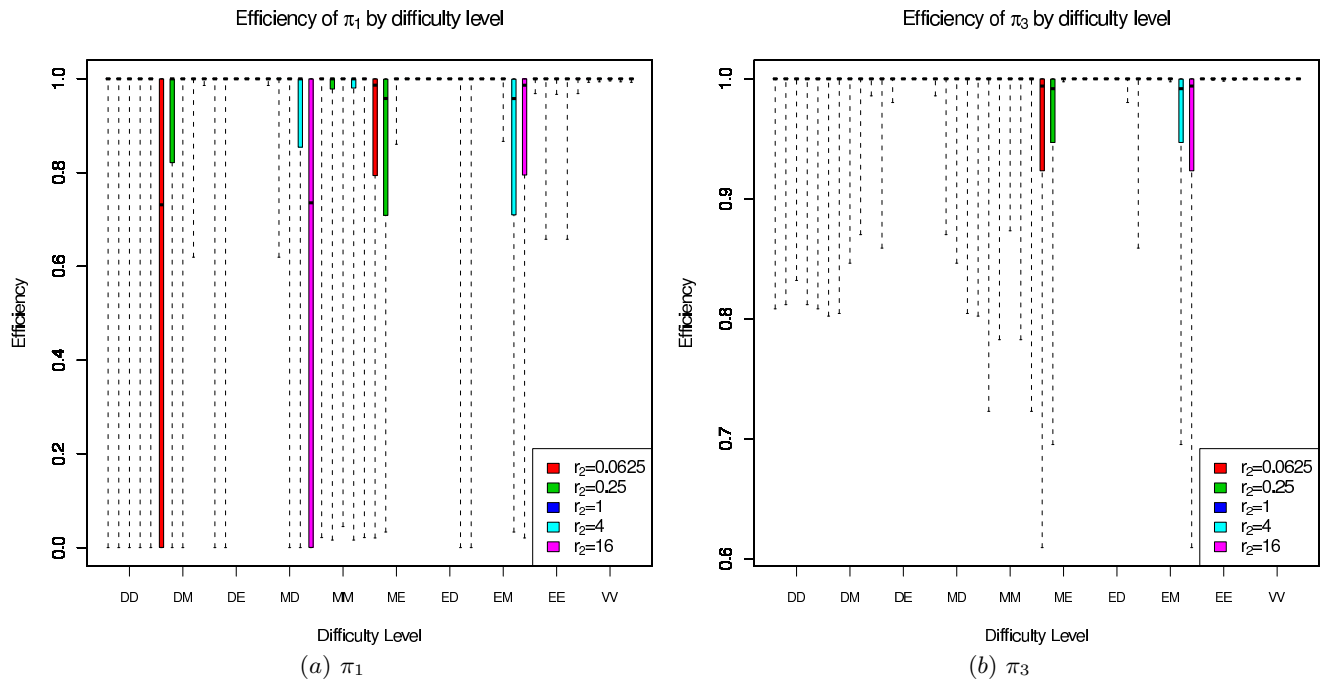 Efficiency of π₁ by difficulty level
Efficiency
1.0
0.8
0.6
0.4
0.2
0.0
r₂=0.0625
r₂=0.25
r₂=1
r₂=4
r₂=16
DD DM DE MD MM ME ED EM EE VV
Difficulty Level
(a) π₁
Efficiency of π₃ by difficulty level
Efficiency
1.0
0.9
0.8
0.7
0.6
r₂=0.0625
r₂=0.25
r₂=1
r₂=4
r₂=16
DD DM DE MD MM ME ED EM EE VV
Difficulty Level
(b) π₃